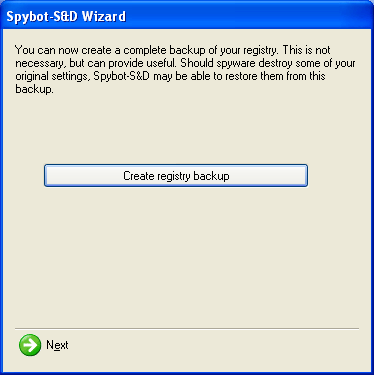 Spybot-S&D Wizard
You can now create a complete backup of your registry. This is not
necessary, but can provide useful. Should spyware destroy some of your
original settings, Spybot-S&D may be able to restore them from this
backup.
Create registry backup
Next